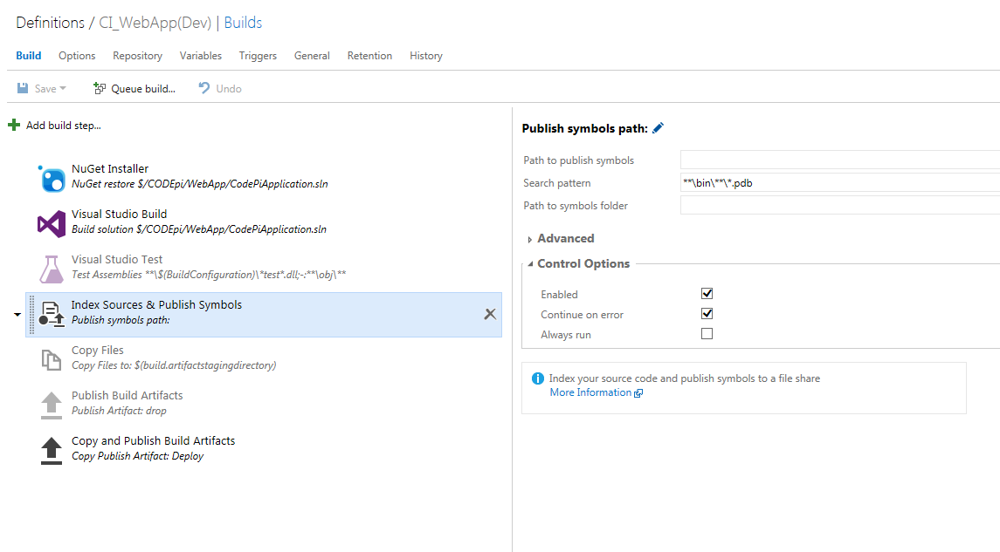 Definitions / CI_WebApp(Dev) | Builds
Build Options Repository Variables Triggers General Retention History
Save Queue build... Undo
Add build step...
NuGet Installer
NuGet restore $/CODEpi/WebApp/CodePiApplication.sln
Visual Studio Build
Build solution $/CODEpi/WebApp/CodePiApplication.sln
Visual Studio Test
Test Assemblies **\$(BuildConfiguration)\*test*.dll;-:**\obj\**
Index Sources & Publish Symbols
Publish symbols path:
Copy Files
Copy Files to: $(build.artifactstagingdirectory)
Publish Build Artifacts
Publish Artifact: drop
Copy and Publish Build Artifacts
Copy Publish Artifact: Deploy
Publish symbols path:
Path to publish symbols
Search pattern **\bin\**\*.pdb
Path to symbols folder
Advanced
Control Options
Enabled
Continue on error
Always run
Index your source code and publish symbols to a file share
More Information